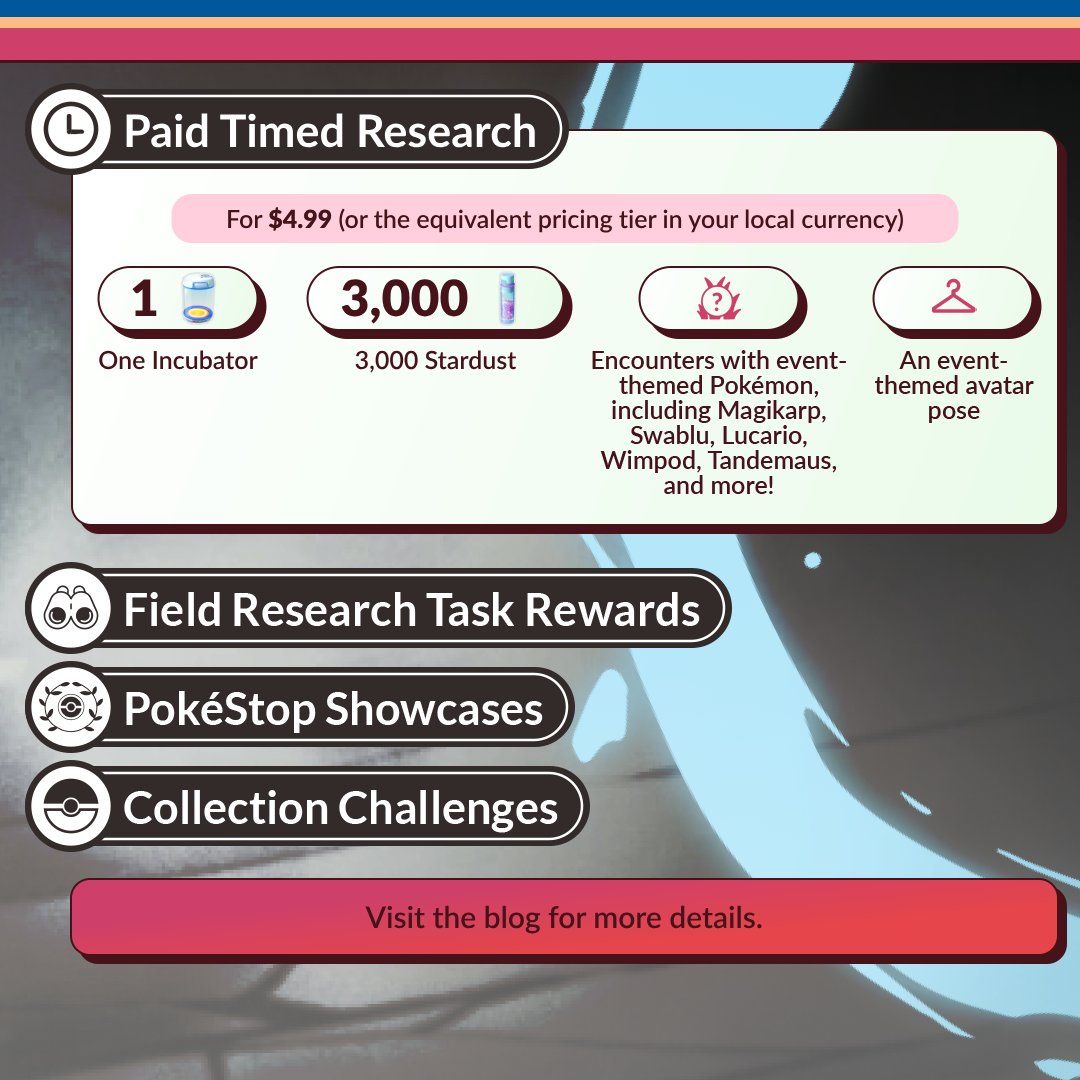 Paid Timed Research
For $4.99 (or the equivalent pricing tier in your local currency)
1
One Incubator
3,000
3,000 Stardust
?
Encounters with event-
themed Pokémon,
including Magikarp,
Swablu, Lucario,
Wimpod, Tandemaus,
and more!
An event-
themed avatar
pose
Field Research Task Rewards
PokéStop Showcases
Collection Challenges
Visit the blog for more details.